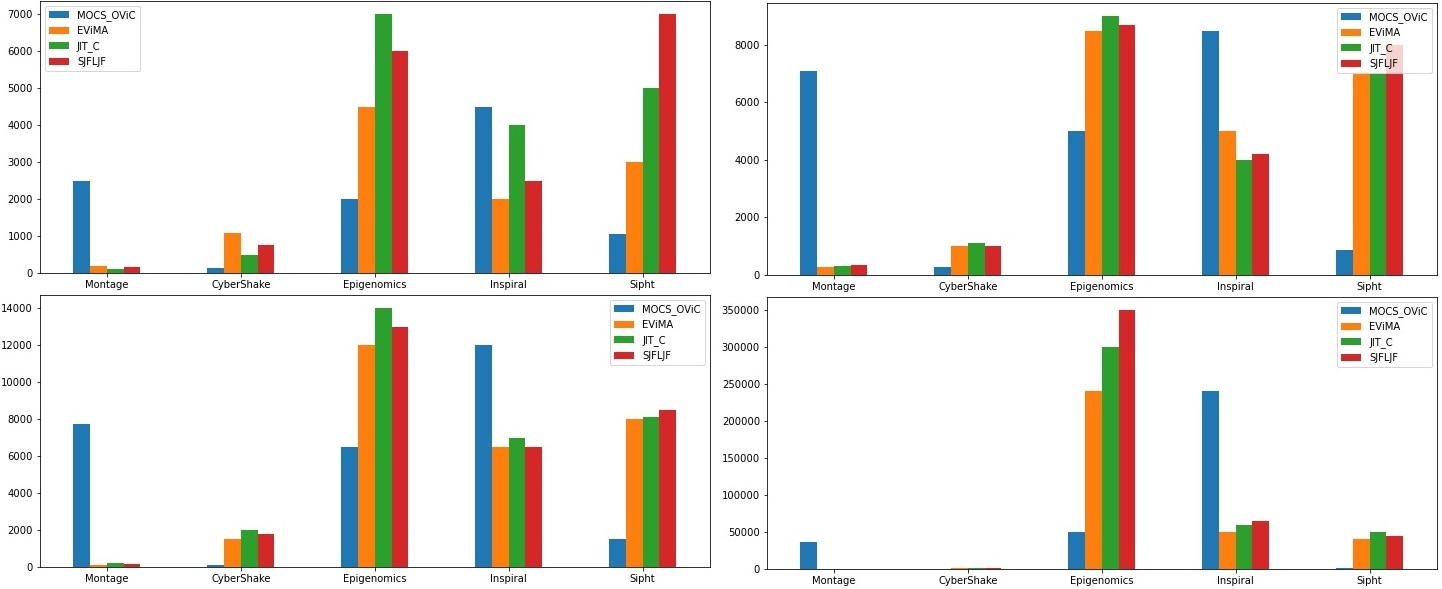 MOCS_OViC
EViMA
JIT_C
SJFLJF
7000
6000
5000
4000
3000
2000
1000
0
Montage CyberShake Epigenomics Inspiral Sipht
MOCS_OViC
EViMA
JIT_C
SJFLJF
8000
6000
4000
2000
0
Montage CyberShake Epigenomics Inspiral Sipht
MOCS_OViC
EViMA
JIT_C
SJFLJF
14000
12000
10000
8000
6000
4000
2000
0
Montage CyberShake Epigenomics Inspiral Sipht
MOCS_OViC
EViMA
JIT_C
SJFLJF
350000
300000
250000
200000
150000
100000
50000
0
Montage CyberShake Epigenomics Inspiral Sipht